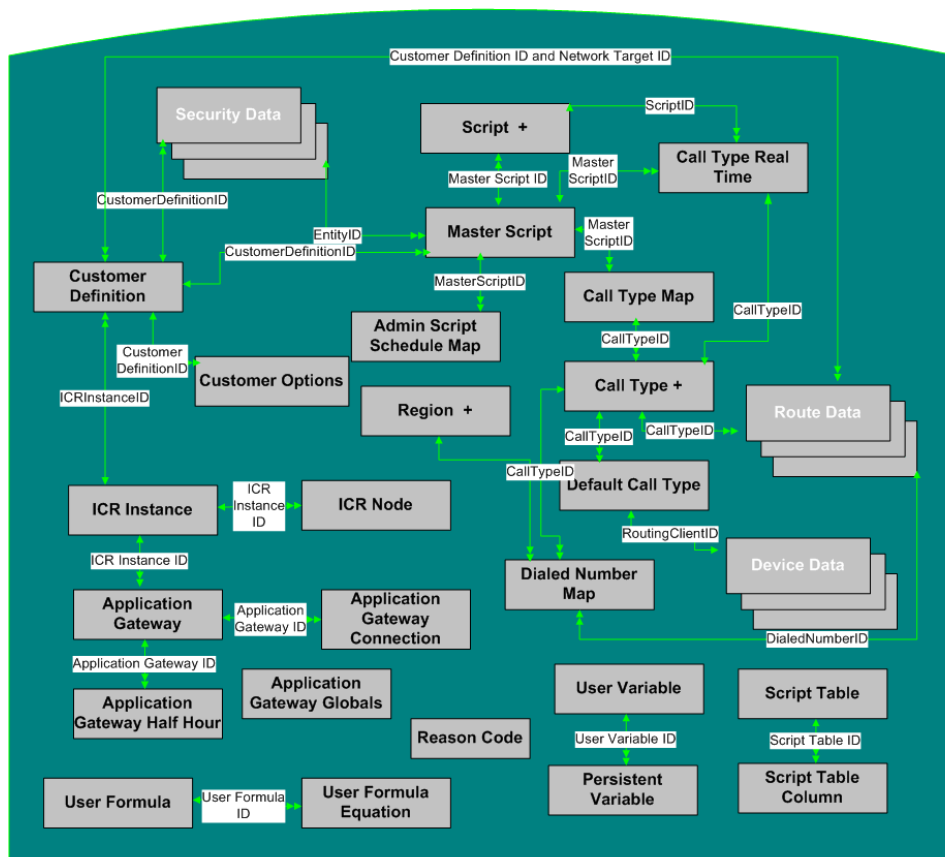 Customer Definition ID and Network Target ID
Security Data
Script +
ScriptID
Call Type Real
Time
Master Script ID
Master
ScriptID
CustomerDefinitionID
EntityID
Master Script
Master
ScriptID
CustomerDefinitionID
Customer
Definition
MasterScriptID
Call Type Map
CallTypeID
Admin Script
Schedule Map
CallTypeID
Customer
DefinitionID
Customer Options
Call Type +
ICRInstanceID
Region +
Route Data
CallTypeID
CallTypeID
CallTypeID
Default Call Type
ICR Instance
ICR
Instance
ID
ICR Node
RoutingClientID
ICR Instance ID
Device Data
Dialed Number
Map
Application
Gateway
Application
Gateway ID
Application
Gateway
Connection
DialedNumberID
Application Gateway ID
Application
Gateway Globals
User Variable
Script Table
Application
Gateway Half Hour
Reason Code
User Variable ID
Script Table ID
User Formula
User Formula
ID
User Formula
Equation
Persistent
Variable
Script Table
Column